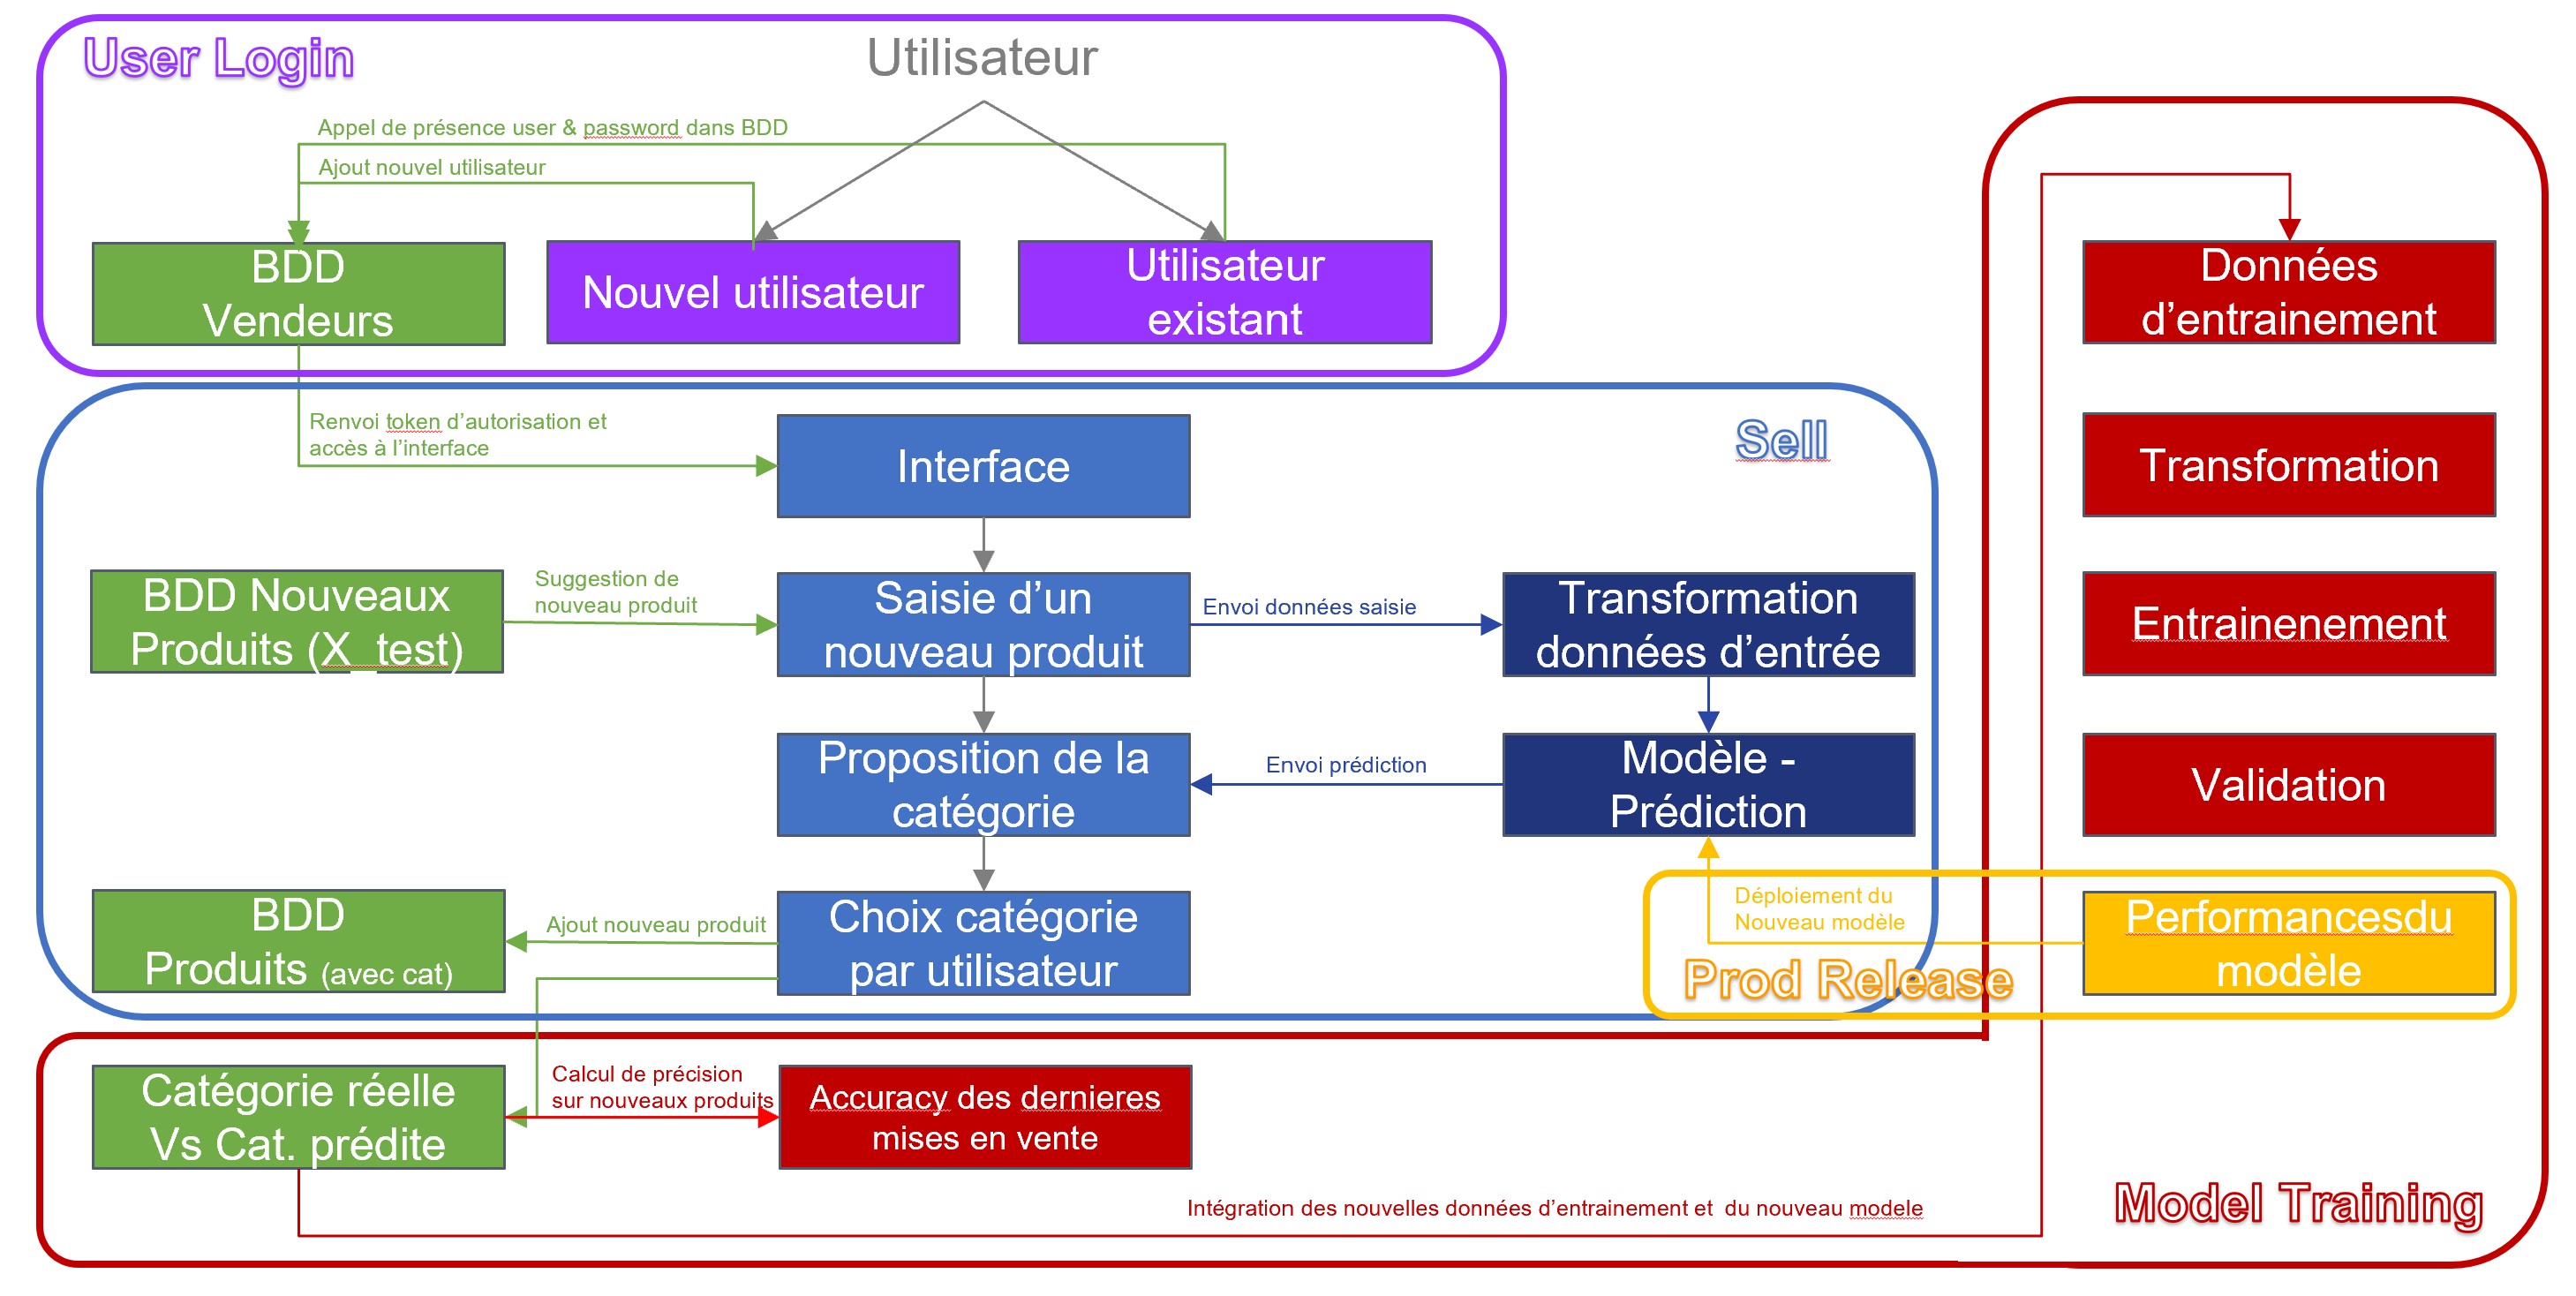 User Login
Utilisateur
Appel de présence user & password dans BDD
Ajout nouvel utilisateur
BDD
Vendeurs
Nouvel utilisateur
Utilisateur
existant
Données
d’entrainement
Renvoi token d’autorisation et
accès à l’interface
Interface
Sell
Transformation
BDD Nouveaux
Produits (X_test)
Suggestion de
nouveau produit
Saisie d’un
nouveau produit
Envoi données saisie
Transformation
données d’entrée
Entrainenement
Proposition de la
catégorie
Envoi prédiction
Modèle -
Prédiction
Validation
BDD
Produits (avec cat)
Ajout nouveau produit
Choix catégorie
par utilisateur
Déploiement du
Nouveau modèle
Prod Release
Performancesdu
modèle
Catégorie réelle
Vs Cat. prédite
Calcul de précision
sur nouveaux produits
Accuracy des dernieres
mises en vente
Intégration des nouvelles données d’entrainement et  du nouveau modele
Model Training